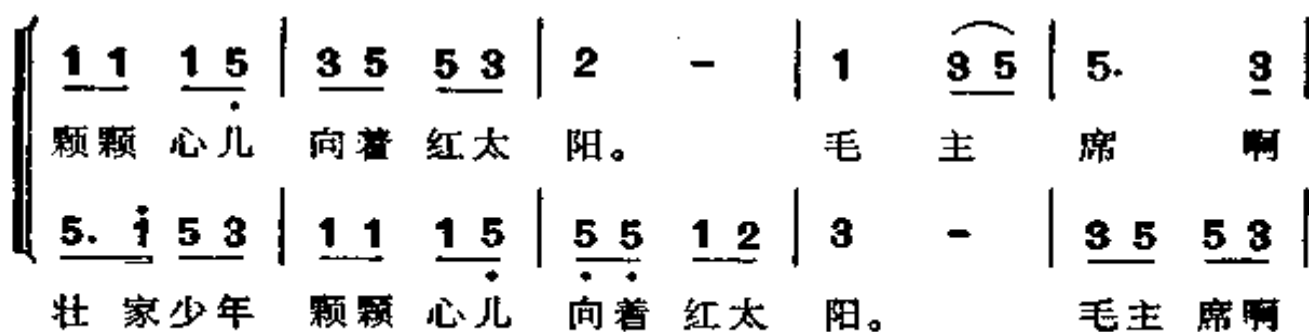 1 1 1 5̣ | 3 5 5 3 | 2 - | 1 3 5 | 5. 3 |
颗颗 心儿 向着 红太 阳。 毛 主 席 啊
5. i̇ 5 3 | 1 1 1 5̣ | 5̣ 5̣ 1 2 | 3 - | 3 5 5 3 |
壮 家少年 颗颗 心儿 向着 红太 阳。 毛主 席啊